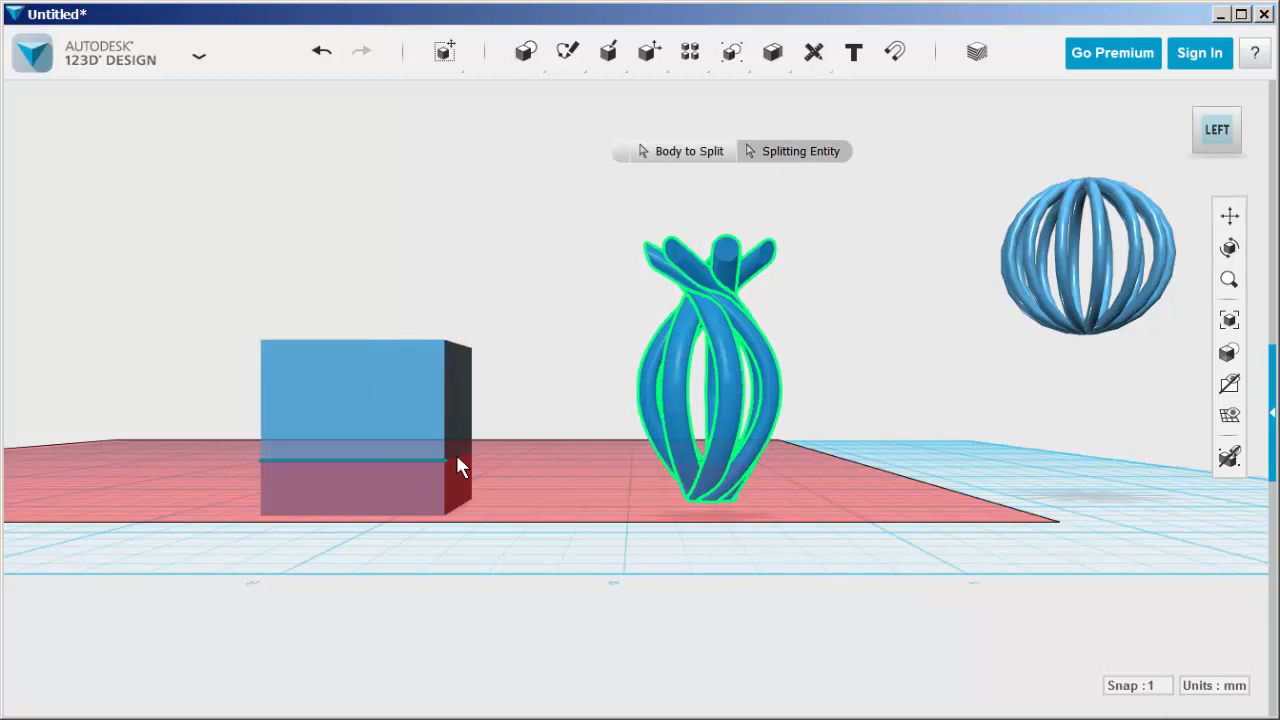 Untitled*
AUTODESK®
123D® DESIGN
T
Go Premium
Sign In
?
LEFT
Body to Split
Splitting Entity
Snap : 1
Units : mm